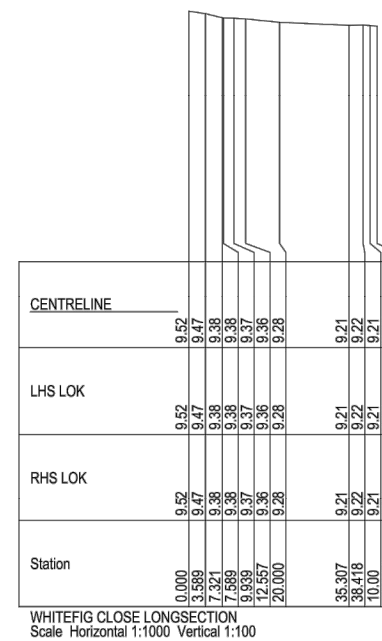 CENTRELINE 9.52 9.47 9.38 9.38 9.37 9.36 9.28 9.21 9.22 9.21
LHS LOK 9.52 9.47 9.38 9.38 9.37 9.36 9.28 9.21 9.22 9.21
RHS LOK 9.52 9.47 9.38 9.38 9.37 9.36 9.28 9.21 9.22 9.21
Station 0.000 3.589 7.321 7.589 9.939 12.557 20.000 35.307 38.418 10.00
WHITEFIG CLOSE LONGSECTION
Scale Horizontal 1:1000 Vertical 1:100